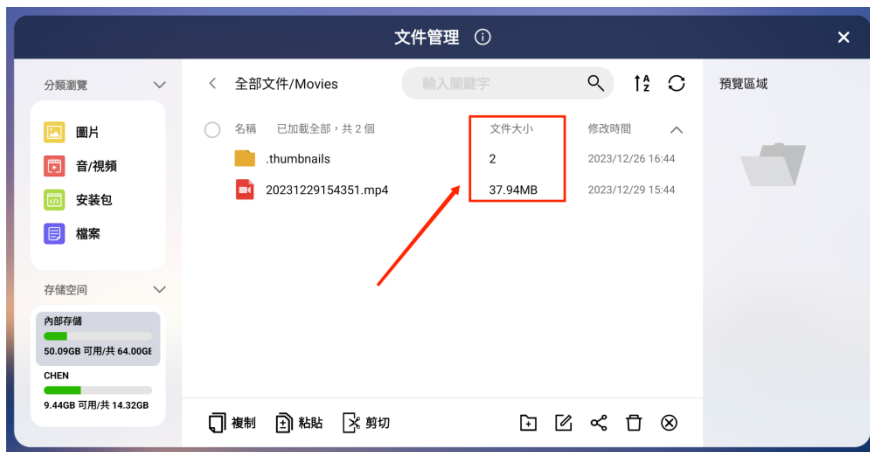 文件管理
分類瀏覽
圖片
音/視頻
安装包
檔案
存儲空间
內部存儲
50.09GB 可用/共 64.00GE
CHEN
9.44GB 可用/共 14.32GB
全部文件/Movies
輸入關鍵字
名稱 已加載全部，共 2 個 文件大小 修改時間
.thumbnails 2 2023/12/26 16:44
20231229154351.mp4 37.94MB 2023/12/29 15:44
複制 粘貼 剪切
預覽區域